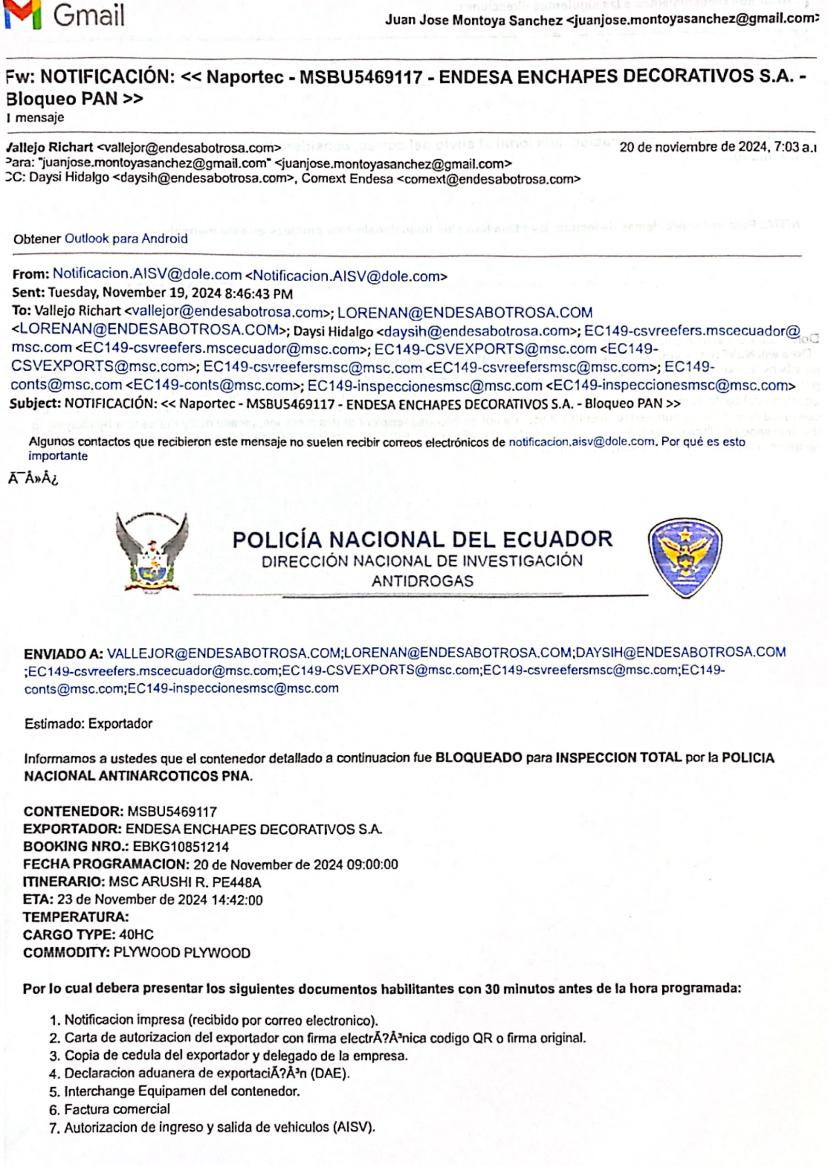 Gmail
Juan Jose Montoya Sanchez <juanjose.montoyasanchez@gmail.com>
Fw: NOTIFICACIÓN: << Naportec - MSBU5469117 - ENDESA ENCHAPES DECORATIVOS S.A. -
Bloqueo PAN >>
1 mensaje
Vallejo Richart <vallejor@endesabotrosa.com>
20 de noviembre de 2024, 7:03 a.
Para: "juanjose.montoyasanchez@gmail.com" <juanjose.montoyasanchez@gmail.com>
CC: Daysi Hidalgo <daysih@endesabotrosa.com>, Comext Endesa <comext@endesabotrosa.com>
Obtener Outlook para Android
From: Notificacion.AISV@dole.com <Notificacion.AISV@dole.com>
Sent: Tuesday, November 19, 2024 8:46:43 PM
To: Vallejo Richart <vallejor@endesabotrosa.com>; LORENAN@ENDESABOTROSA.COM
<LORENAN@ENDESABOTROSA.COM>; Daysi Hidalgo <daysih@endesabotrosa.com>; EC149-csvreefers.mscecuador@
msc.com <EC149-csvreefers.mscecuador@msc.com>; EC149-CSVEXPORTS@msc.com <EC149-
CSVEXPORTS@msc.com>; EC149-csvreefersmsc@msc.com <EC149-csvreefersmsc@msc.com>; EC149-
conts@msc.com <EC149-conts@msc.com>; EC149-inspeccionesmsc@msc.com <EC149-inspeccionesmsc@msc.com>
Subject: NOTIFICACIÓN: << Naportec - MSBU5469117 - ENDESA ENCHAPES DECORATIVOS S.A. - Bloqueo PAN >>
Algunos contactos que recibieron este mensaje no suelen recibir correos electrónicos de notificacion.aisv@dole.com. Por qué es esto
importante
Ã¯Â»Â¿
POLICÍA NACIONAL DEL ECUADOR
DIRECCIÓN NACIONAL DE INVESTIGACIÓN
ANTIDROGAS
ENVIADO A: VALLEJOR@ENDESABOTROSA.COM;LORENAN@ENDESABOTROSA.COM;DAYSIH@ENDESABOTROSA.COM
;EC149-csvreefers.mscecuador@msc.com;EC149-CSVEXPORTS@msc.com;EC149-csvreefersmsc@msc.com;EC149-
conts@msc.com;EC149-inspeccionesmsc@msc.com
Estimado: Exportador
Informamos a ustedes que el contenedor detallado a continuacion fue BLOQUEADO para INSPECCION TOTAL por la POLICIA
NACIONAL ANTINARCOTICOS PNA.
CONTENEDOR: MSBU5469117
EXPORTADOR: ENDESA ENCHAPES DECORATIVOS S.A.
BOOKING NRO.: EBKG10851214
FECHA PROGRAMACION: 20 de November de 2024 09:00:00
ITINERARIO: MSC ARUSHI R. PE448A
ETA: 23 de November de 2024 14:42:00
TEMPERATURA:
CARGO TYPE: 40HC
COMMODITY: PLYWOOD PLYWOOD
Por lo cual debera presentar los siguientes documentos habilitantes con 30 minutos antes de la hora programada:
1. Notificacion impresa (recibido por correo electronico).
2. Carta de autorizacion del exportador con firma electrÃ?Â³nica codigo QR o firma original.
3. Copia de cedula del exportador y delegado de la empresa.
4. Declaracion aduanera de exportaciÃ?Â³n (DAE).
5. Interchange Equipamen del contenedor.
6. Factura comercial
7. Autorizacion de ingreso y salida de vehiculos (AISV).